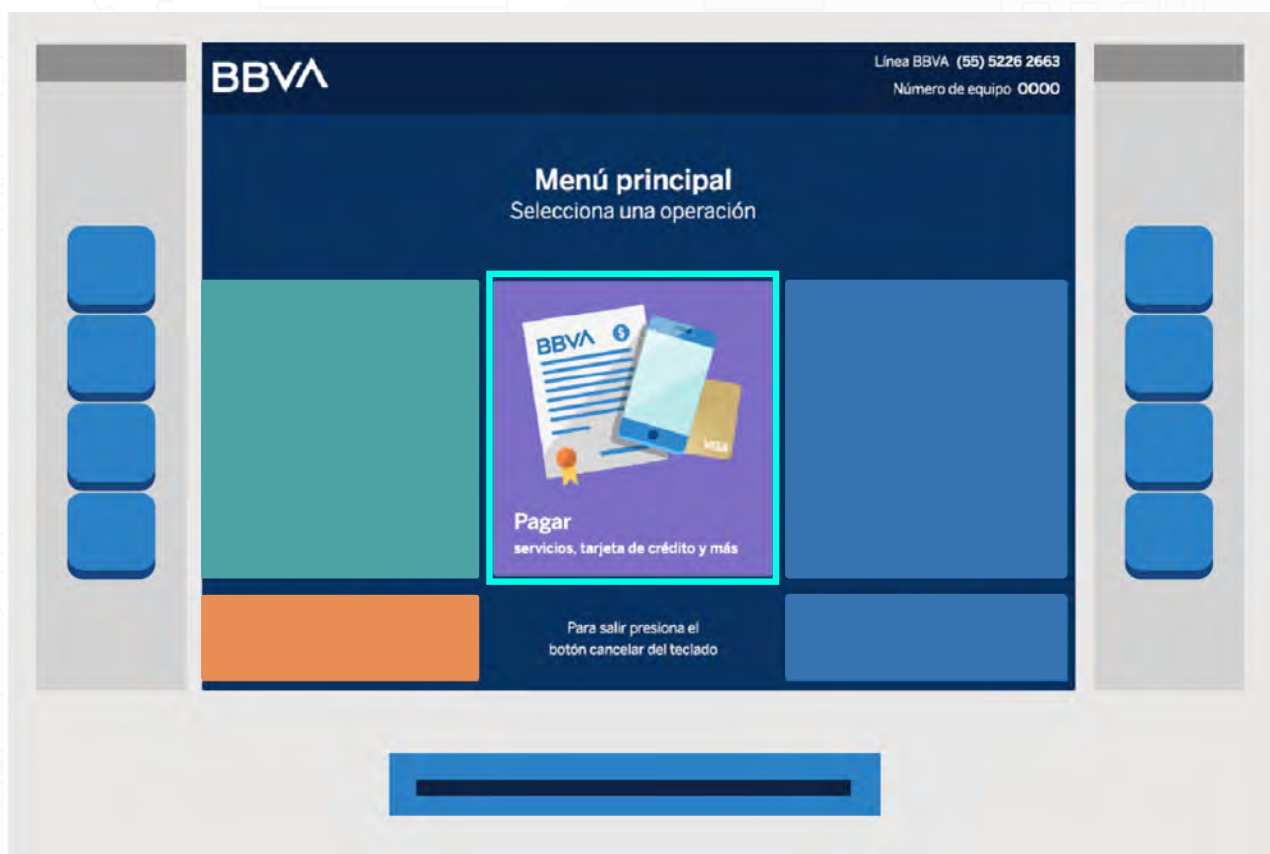 BBVA
Línea BBVA (55) 5226 2663
Número de equipo 0000
Menú principal
Selecciona una operación
BBVA
$
VISA
Pagar
servicios, tarjeta de crédito y más
Para salir presiona el
botón cancelar del teclado